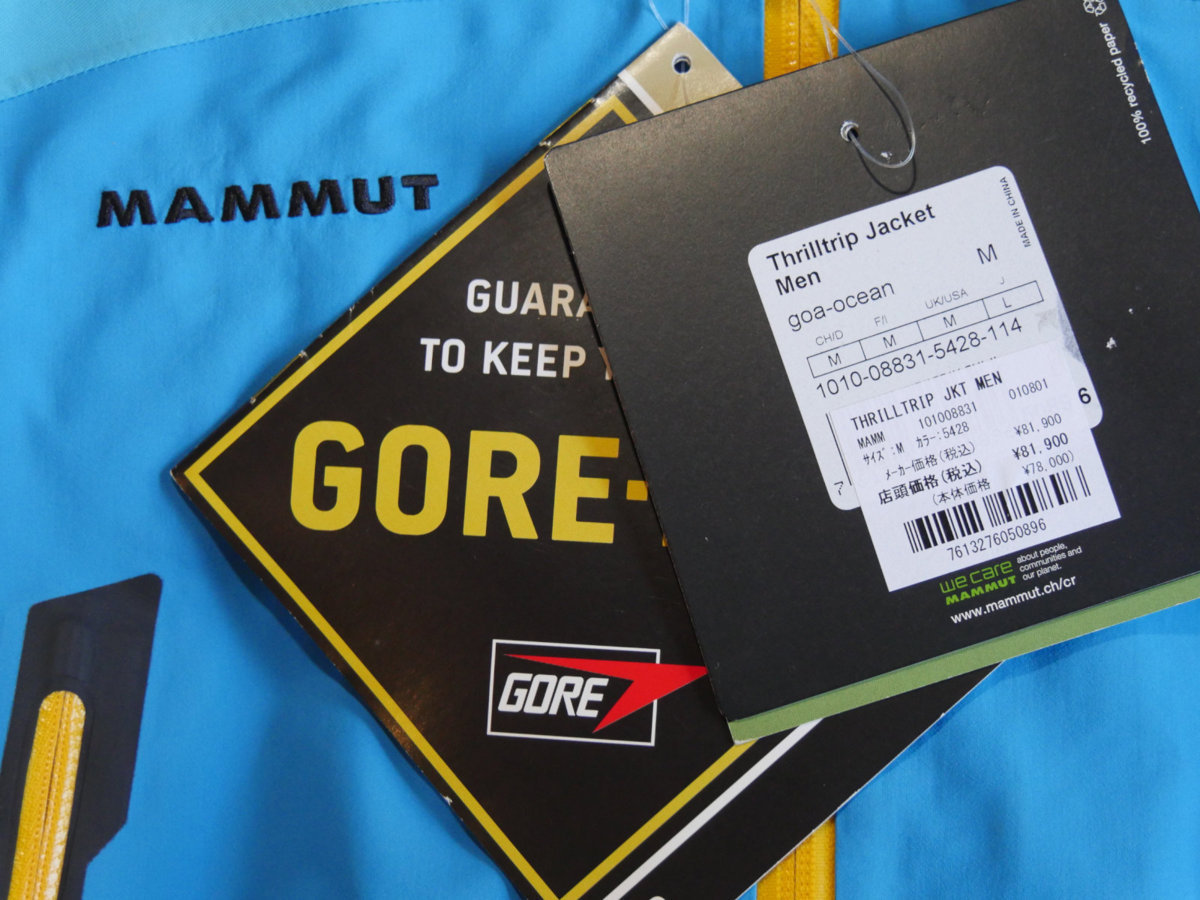 MAMMUT
GUARA
TO KEEP
GORE-
GORE
100% recycled paper
MADE IN CHINA
Thrilltrip Jacket
Men
M
goa-ocean
CH/D F/I UK/USA J
M M M L
1010-08831-5428-114
6
THRILLTRIP JKT MEN
MAMM 101008831 010801
サイズ:M カラー:5428
メーカー価格(税込) ¥81,900
店頭価格(税込) ¥81,900
(本体価格 ¥78,000)
7613276050896
we care
MAMMUT
about people,
communities and
our planet.
www.mammut.ch/cr